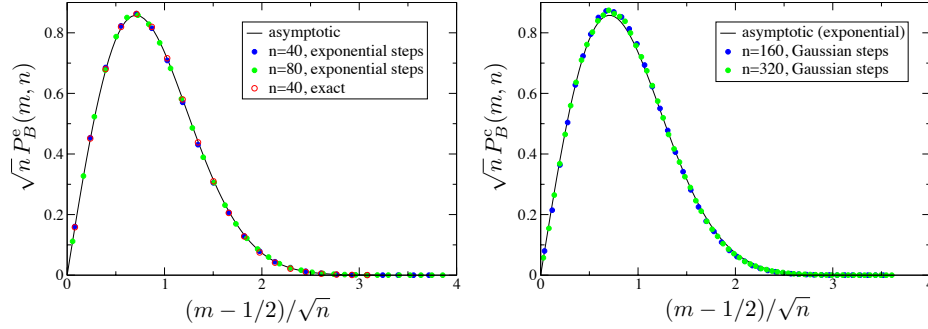 √n P_B^e(m, n)
0.8
0.6
0.4
0.2
0
asymptotic
n=40, exponential steps
n=80, exponential steps
n=40, exact
0 1 2 3 4
(m − 1/2)/√n
√n P_B^c(m, n)
0.8
0.6
0.4
0.2
0
asymptotic (exponential)
n=160, Gaussian steps
n=320, Gaussian steps
0 1 2 3 4
(m − 1/2)/√n